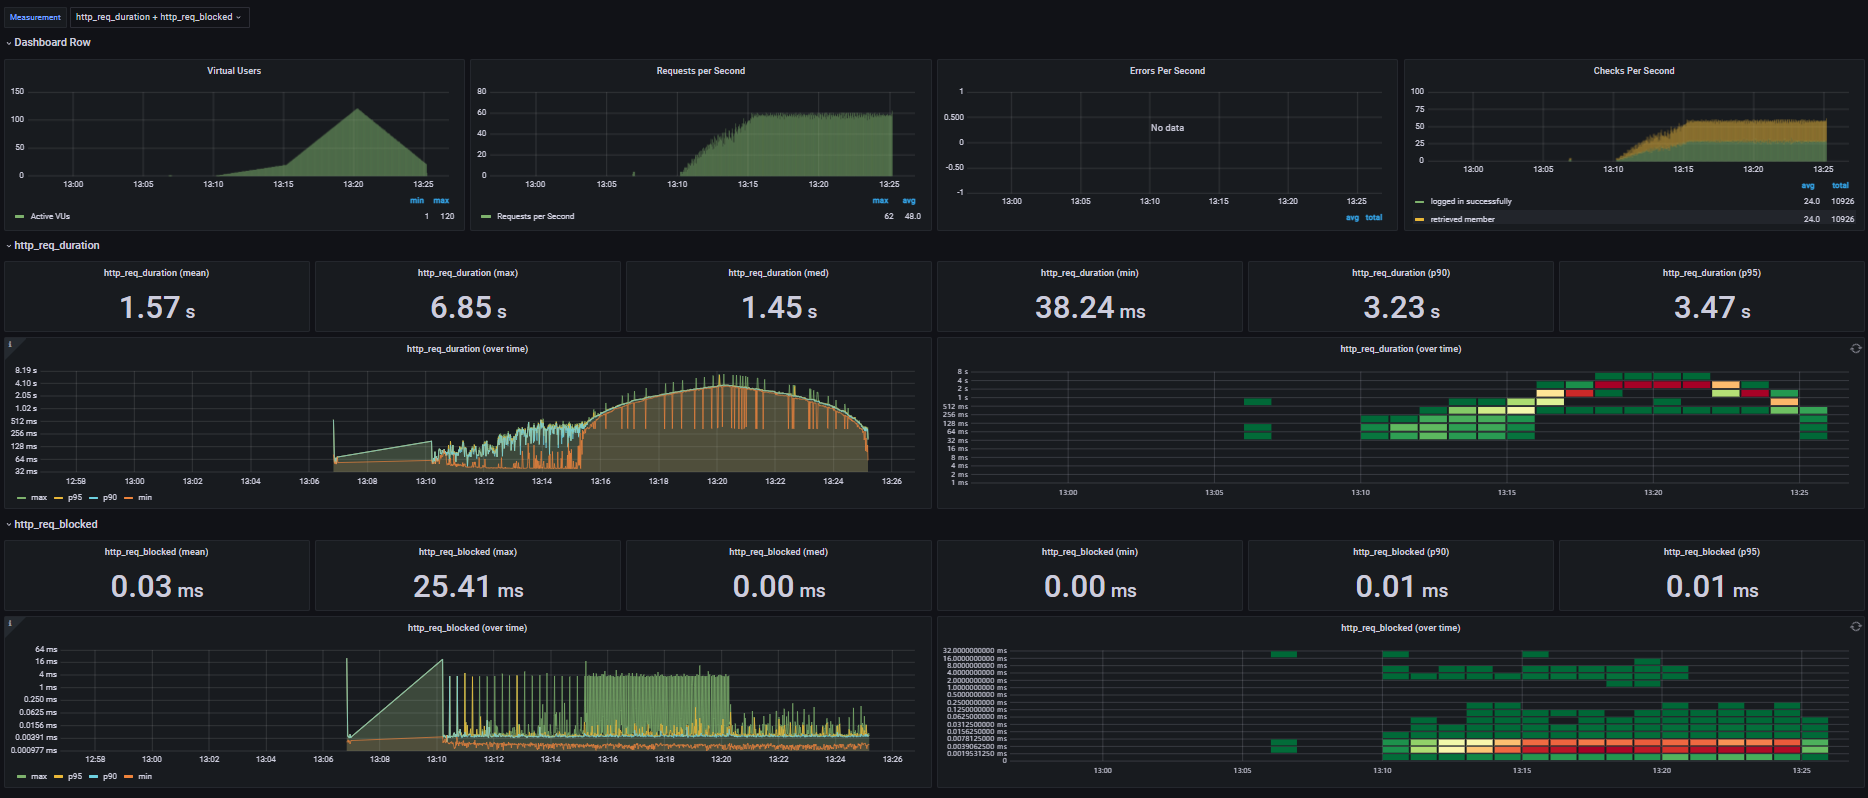 Measurement http_req_duration + http_req_blocked
Dashboard Row
Virtual Users
150
100
50
0
13:00 13:05 13:10 13:15 13:20 13:25
min max
Active VUs 1 120
Requests per Second
80
60
40
20
0
13:00 13:05 13:10 13:15 13:20 13:25
max avg
Requests per Second 62 48.0
Errors Per Second
1
0.500
0
-0.50
-1
No data
13:00 13:05 13:10 13:15 13:20 13:25
avg total
Checks Per Second
100
75
50
25
0
13:00 13:05 13:10 13:15 13:20 13:25
avg total
logged in successfully 24.0 10926
retrieved member 24.0 10926
http_req_duration
http_req_duration (mean)
1.57 s
http_req_duration (max)
6.85 s
http_req_duration (med)
1.45 s
http_req_duration (min)
38.24 ms
http_req_duration (p90)
3.23 s
http_req_duration (p95)
3.47 s
http_req_duration (over time)
8.19 s
4.10 s
2.05 s
1.02 s
512 ms
256 ms
128 ms
64 ms
32 ms
12:58 13:00 13:02 13:04 13:06 13:08 13:10 13:12 13:14 13:16 13:18 13:20 13:22 13:24 13:26
max p95 p90 min
http_req_duration (over time)
8 s
4 s
2 s
1 s
512 ms
256 ms
128 ms
64 ms
32 ms
16 ms
8 ms
4 ms
2 ms
1 ms
13:00 13:05 13:10 13:15 13:20 13:25
http_req_blocked
http_req_blocked (mean)
0.03 ms
http_req_blocked (max)
25.41 ms
http_req_blocked (med)
0.00 ms
http_req_blocked (min)
0.00 ms
http_req_blocked (p90)
0.01 ms
http_req_blocked (p95)
0.01 ms
http_req_blocked (over time)
64 ms
16 ms
4 ms
1 ms
0.250 ms
0.0625 ms
0.0156 ms
0.00391 ms
0.000977 ms
12:58 13:00 13:02 13:04 13:06 13:08 13:10 13:12 13:14 13:16 13:18 13:20 13:22 13:24 13:26
max p95 p90 min
http_req_blocked (over time)
32.0000000000 ms
16.0000000000 ms
8.0000000000 ms
4.0000000000 ms
2.0000000000 ms
1.0000000000 ms
0.5000000000 ms
0.2500000000 ms
0.1250000000 ms
0.0625000000 ms
0.0312500000 ms
0.0156250000 ms
0.0078125000 ms
0.0039062500 ms
0.0019531250 ms
0
13:00 13:05 13:10 13:15 13:20 13:25